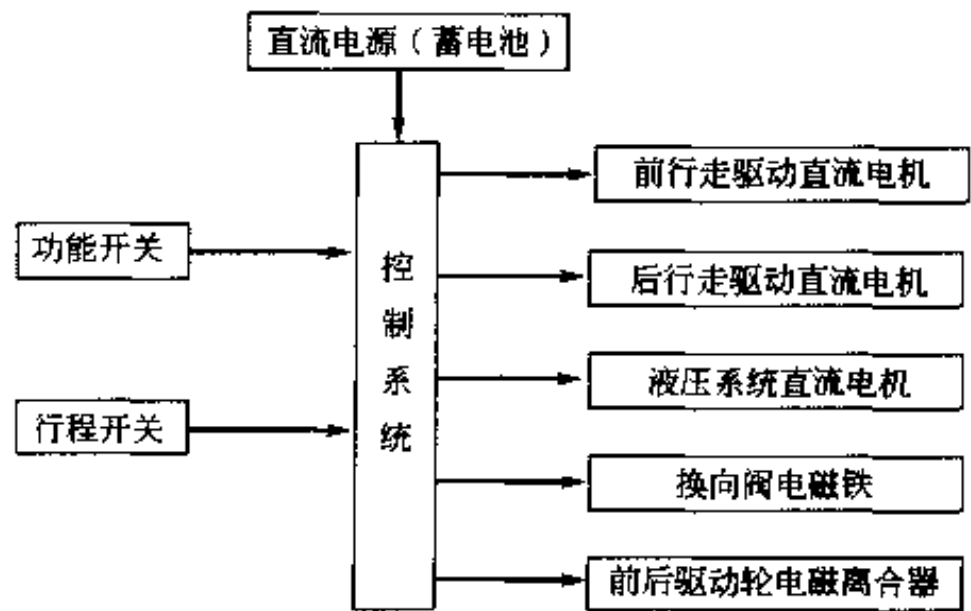 直流电源（蓄电池）
前行走驱动直流电机
功能开关
控制系统
后行走驱动直流电机
液压系统直流电机
行程开关
换向阀电磁铁
前后驱动轮电磁离合器